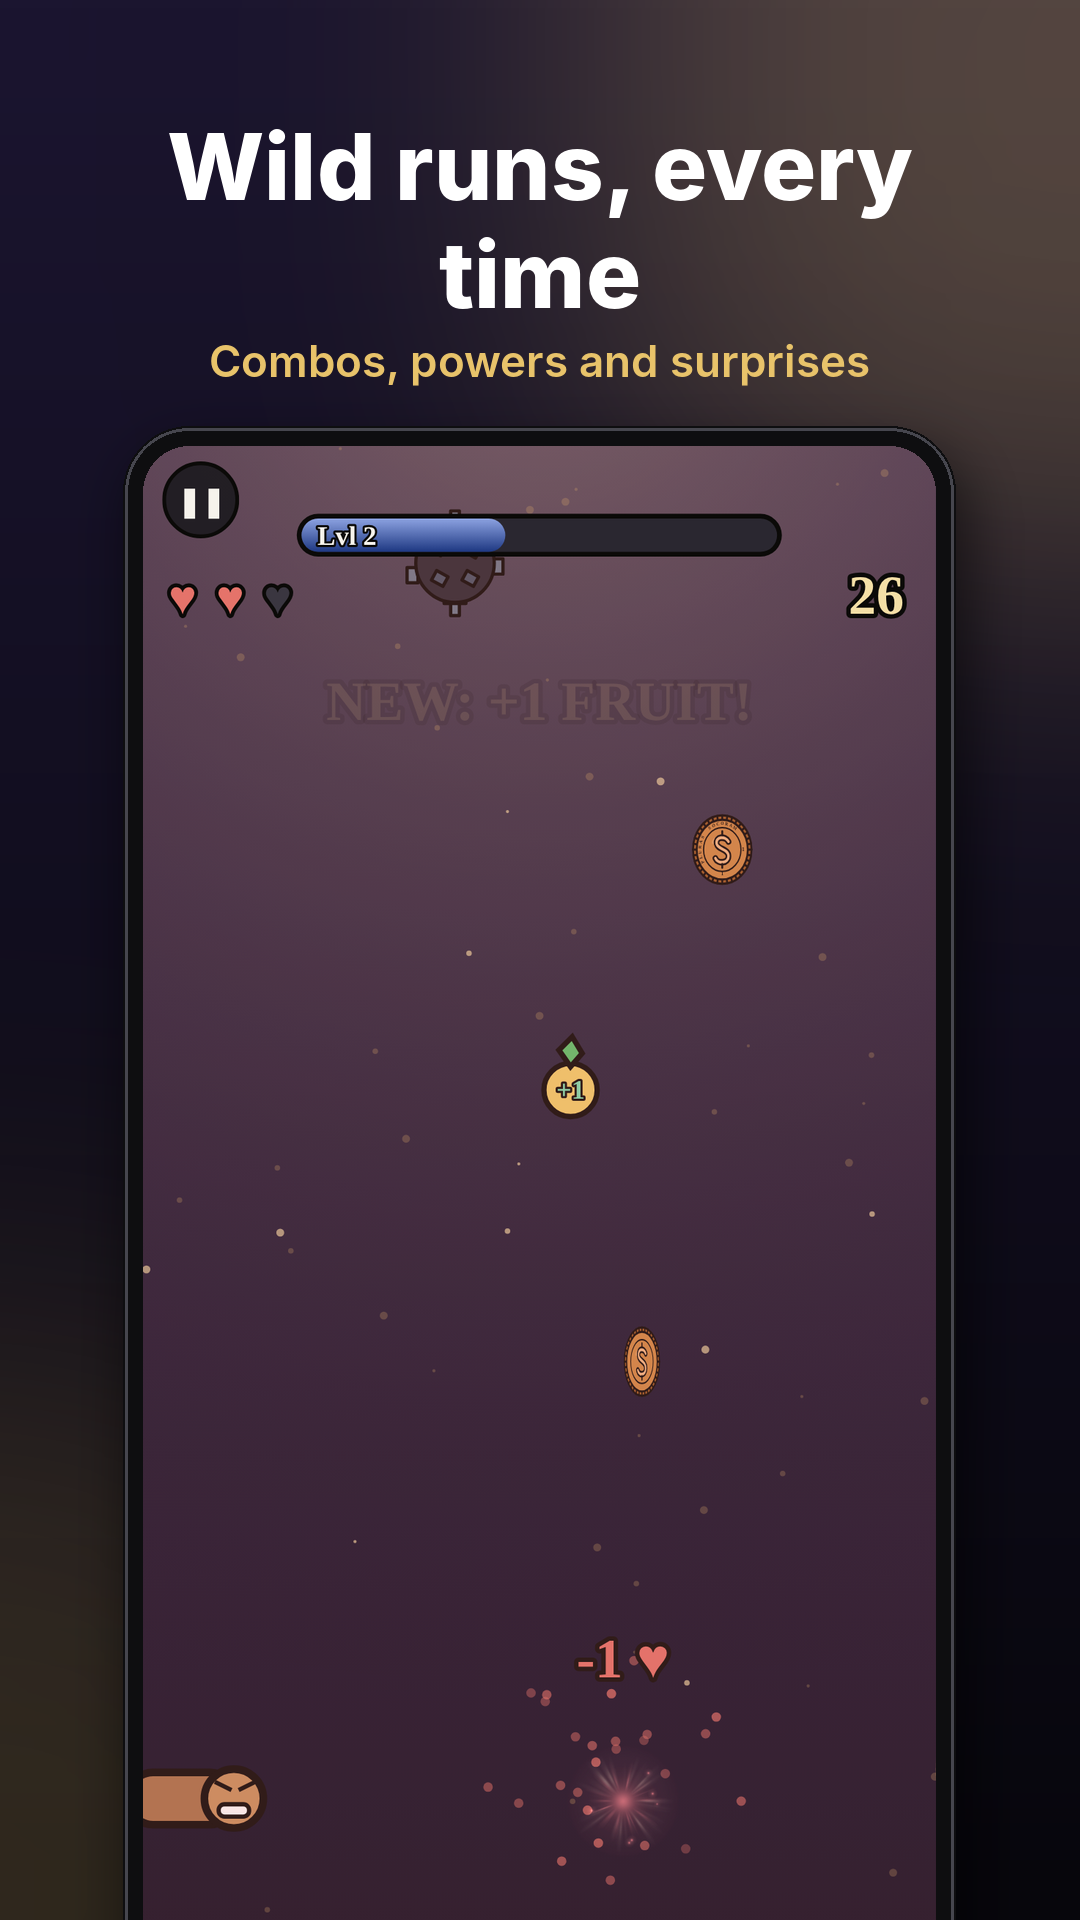 Wild runs, every
time
Combos, powers and surprises
Lvl 2
26
NEW: +1 FRUIT!
+1
-1 ♥